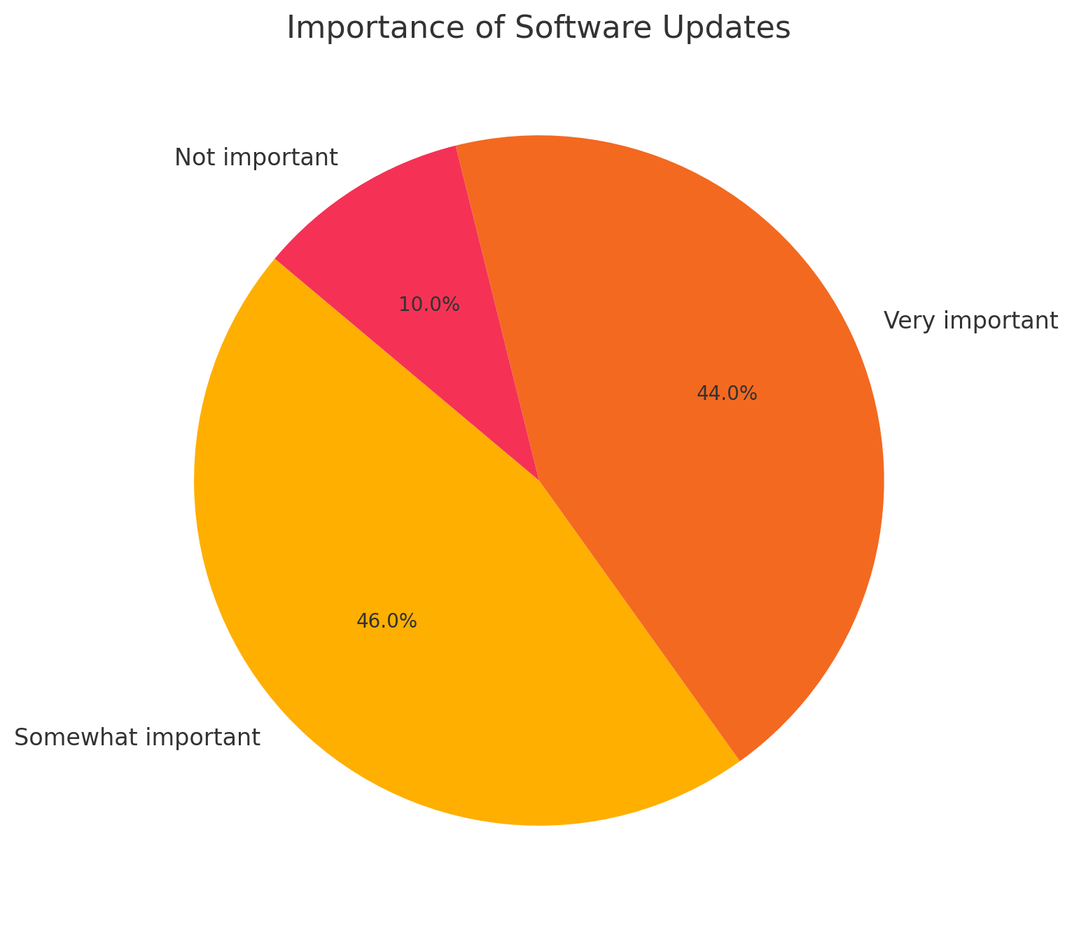 Importance of Software Updates
Not important
10.0%
Very important
44.0%
46.0%
Somewhat important